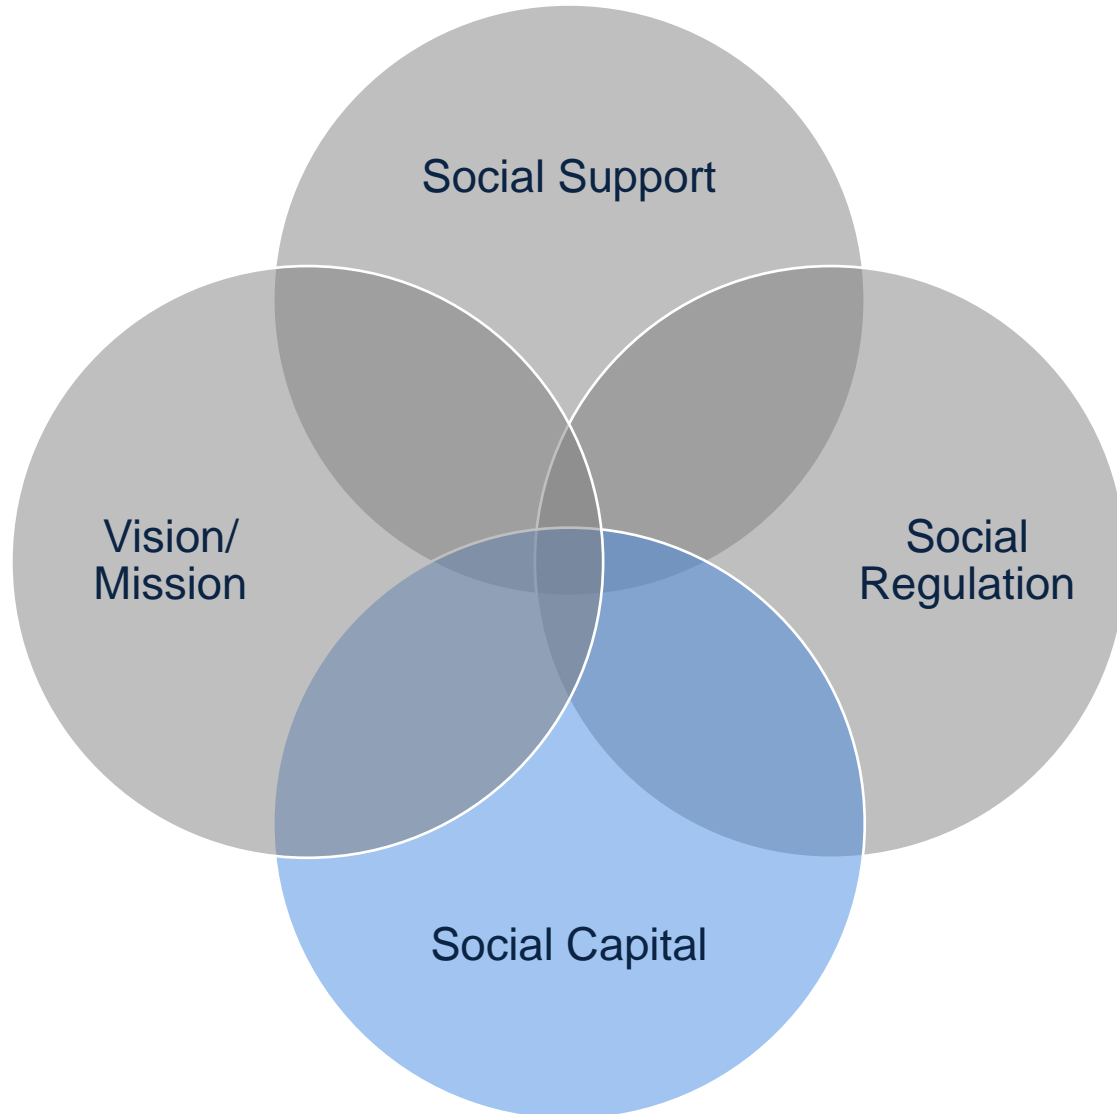 Social Support
Vision/
Mission
Social
Regulation
Social Capital